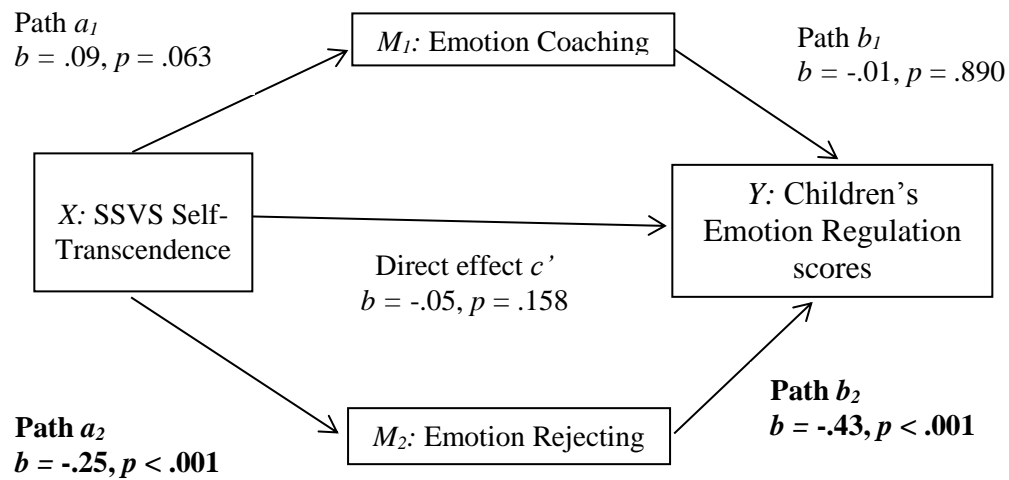 Path a₁
b = .09, p = .063
M₁: Emotion Coaching
Path b₁
b = -.01, p = .890
X: SSVS Self-
Transcendence
Y: Children’s
Emotion Regulation
scores
Direct effect c’
b = -.05, p = .158
Path a₂
b = -.25, p < .001
M₂: Emotion Rejecting
Path b₂
b = -.43, p < .001